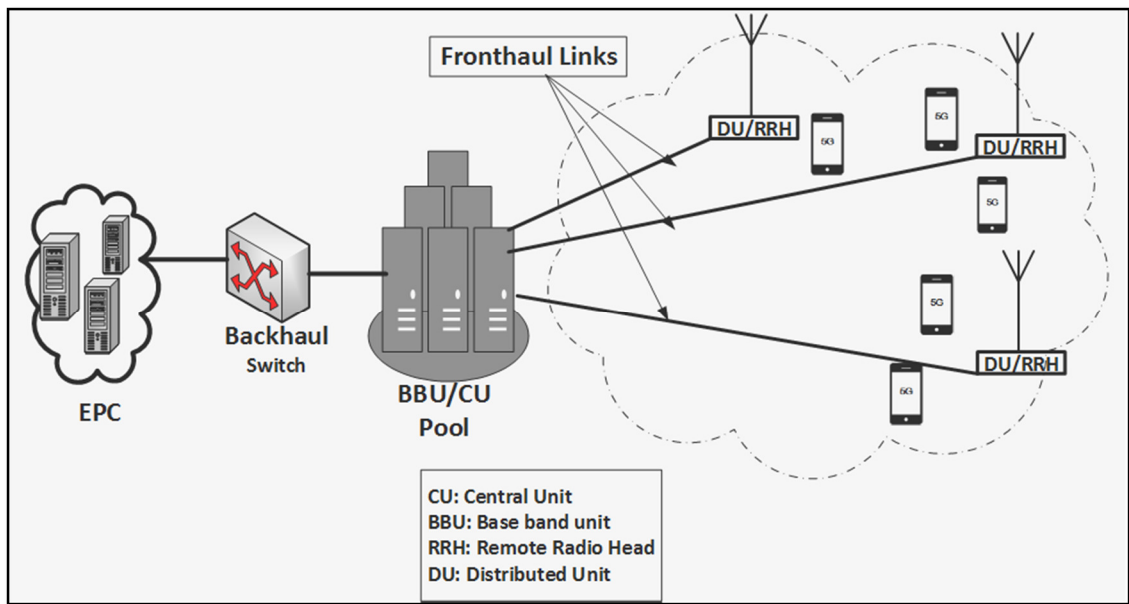 Fronthaul Links
DU/RRH
5G
5G
DU/RRH
5G
Backhaul
Switch
EPC
BBU/CU
Pool
5G
DU/RRH
5G
CU: Central Unit
BBU: Base band unit
RRH: Remote Radio Head
DU: Distributed Unit